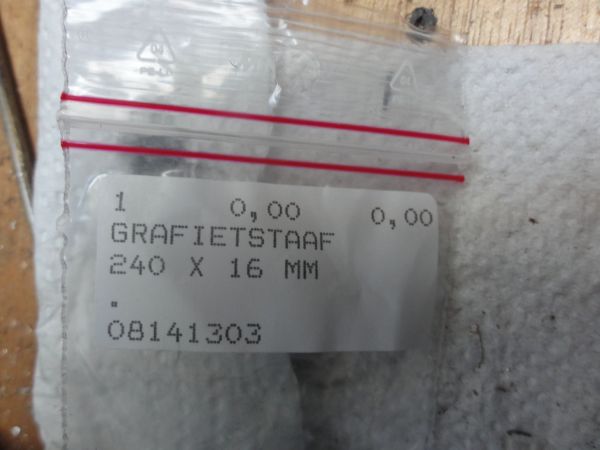 1 0,00 0,00
GRAFIETSTAAF
240 X 16 MM
.
08141303